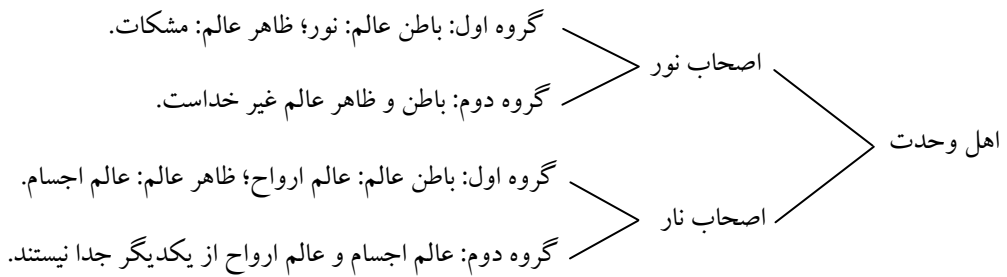 گروه اول: باطن عالم: نور؛ ظاهر عالم: مشکات.
اصحاب نور
گروه دوم: باطن و ظاهر عالم غیر خداست.
اهل وحدت
گروه اول: باطن عالم: عالم ارواح؛ ظاهر عالم: عالم اجسام.
اصحاب نار
گروه دوم: عالم اجسام و عالم ارواح از یکدیگر جدا نیستند.